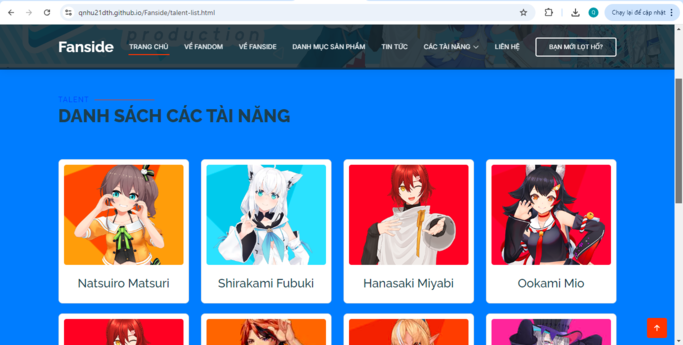 qnhu21dth.github.io/Fanside/talent-list.html
Q
Chạy lại để cập nhật
production
Fanside
TRANG CHỦ
VỀ FANDOM
VỀ FANSIDE
DANH MỤC SẢN PHẨM
TIN TỨC
CÁC TÀI NĂNG
LIÊN HỆ
BẠN MỚI LỌT HỐ?
TALENT
DANH SÁCH CÁC TÀI NĂNG
Natsuiro Matsuri
Shirakami Fubuki
Hanasaki Miyabi
Ookami Mio